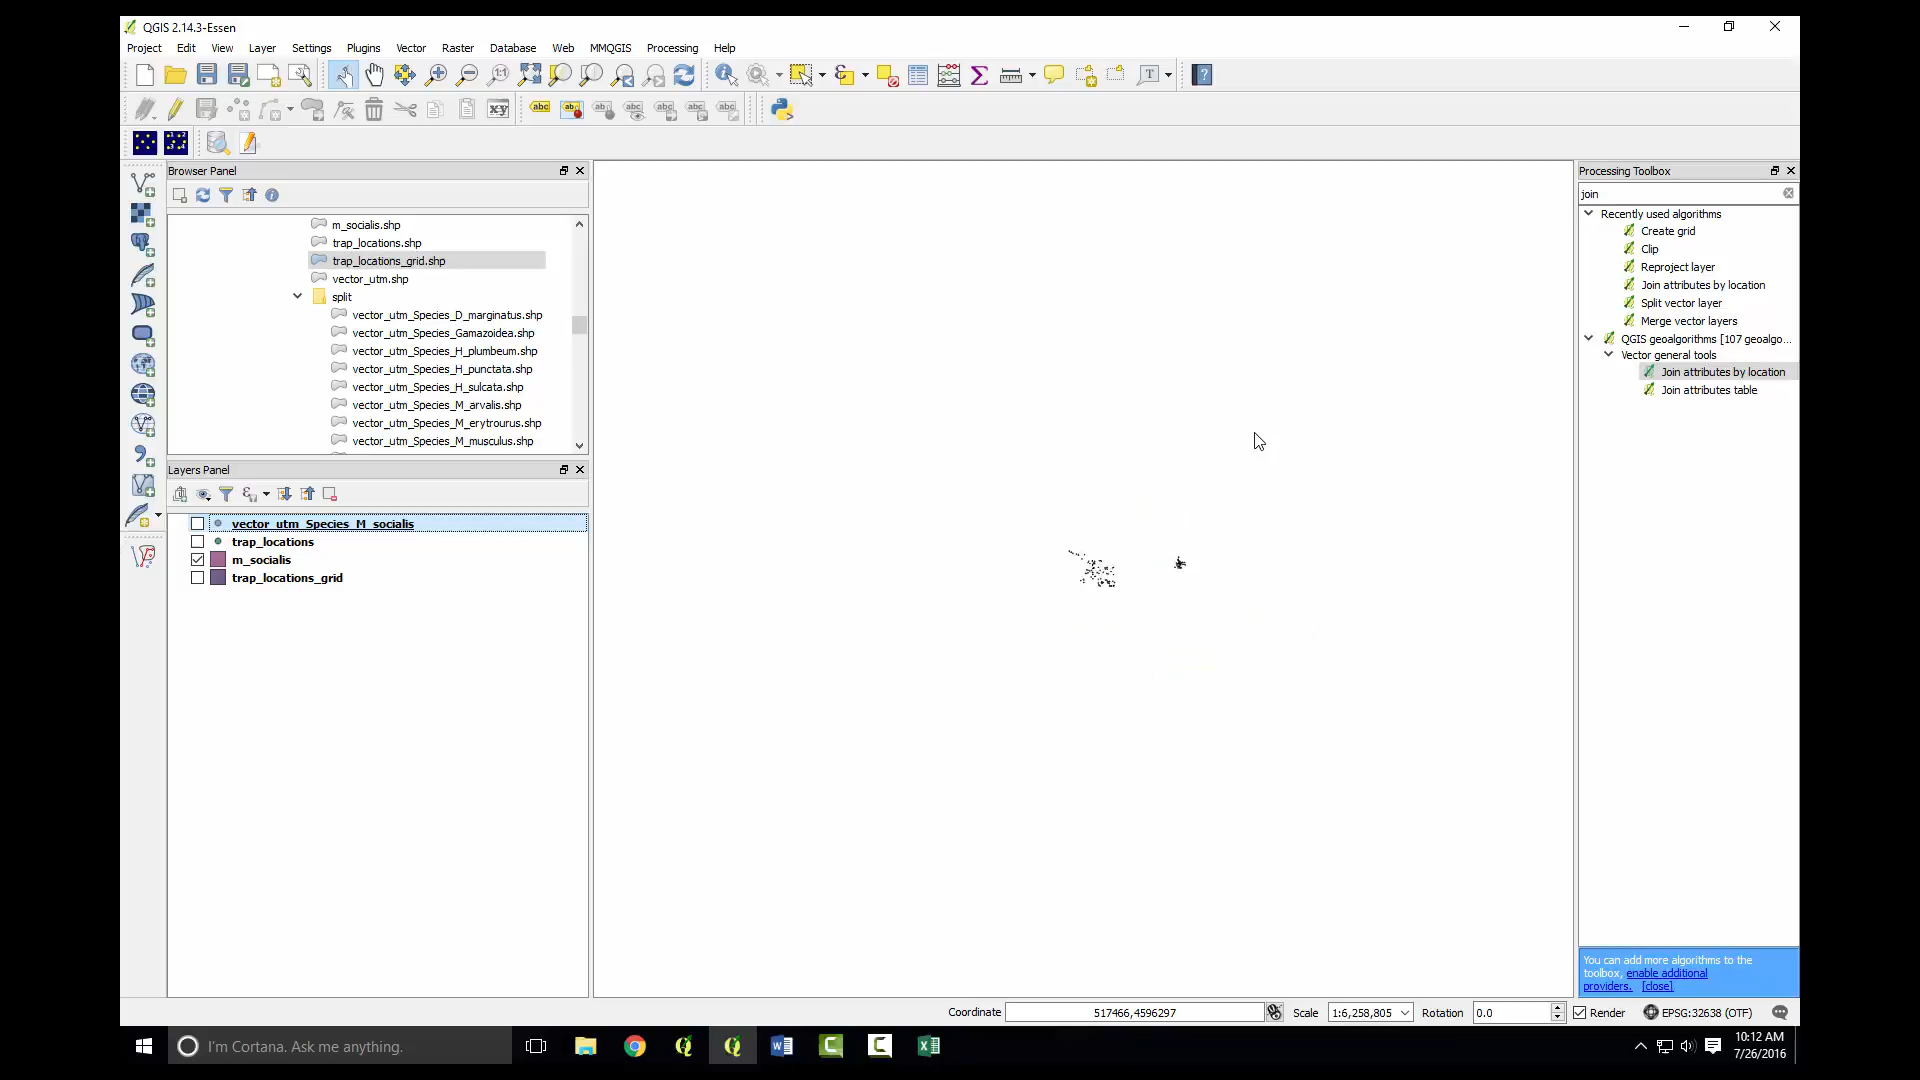 QGIS 2.14.3-Essen
Project Edit View Layer Settings Plugins Vector Raster Database Web MMQGIS Processing Help
Browser Panel
m_socialis.shp
trap_locations.shp
trap_locations_grid.shp
vector_utm.shp
split
vector_utm_Species_D_marginatus.shp
vector_utm_Species_Gamazoidea.shp
vector_utm_Species_H_plumbeum.shp
vector_utm_Species_H_punctata.shp
vector_utm_Species_H_sulcata.shp
vector_utm_Species_M_arvalis.shp
vector_utm_Species_M_erytrourus.shp
vector_utm_Species_M_musculus.shp
Layers Panel
vector_utm_Species_M_socialis
trap_locations
m_socialis
trap_locations_grid
Processing Toolbox
join
Recently used algorithms
Create grid
Clip
Reproject layer
Join attributes by location
Split vector layer
Merge vector layers
QGIS geoalgorithms [107 geoalgo...
Vector general tools
Join attributes by location
Join attributes table
You can add more algorithms to the
toolbox, enable additional
providers. [close]
Coordinate 517466,4596297 Scale 1:6,258,805 Rotation 0.0 Render EPSG:32638 (OTF)
I'm Cortana. Ask me anything.
10:12 AM
7/26/2016